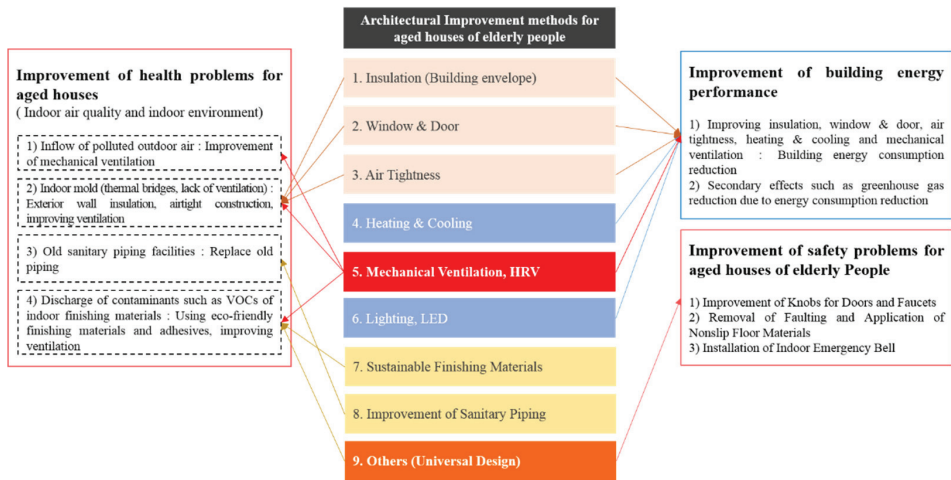 Architectural Improvement methods for
aged houses of elderly people
Improvement of health problems for
aged houses
( Indoor air quality and indoor environment)
1) Inflow of polluted outdoor air : Improvement
of mechanical ventilation
2) Indoor mold (thermal bridges, lack of ventilation) :
Exterior wall insulation, airtight construction,
improving ventilation
3) Old sanitary piping facilities : Replace old
piping
4) Discharge of contaminants such as VOCs of
indoor finishing materials : Using eco-friendly
finishing materials and adhesives, improving
ventilation
1. Insulation (Building envelope)
2. Window & Door
3. Air Tightness
4. Heating & Cooling
5. Mechanical Ventilation, HRV
6. Lighting, LED
7. Sustainable Finishing Materials
8. Improvement of Sanitary Piping
9. Others (Universal Design)
Improvement of building energy
performance
1) Improving insulation, window & door, air
tightness, heating & cooling and mechanical
ventilation : Building energy consumption
reduction
2) Secondary effects such as greenhouse gas
reduction due to energy consumption reduction
Improvement of safety problems for
aged houses of elderly People
1) Improvement of Knobs for Doors and Faucets
2) Removal of Faulting and Application of
Nonslip Floor Materials
3) Installation of Indoor Emergency Bell